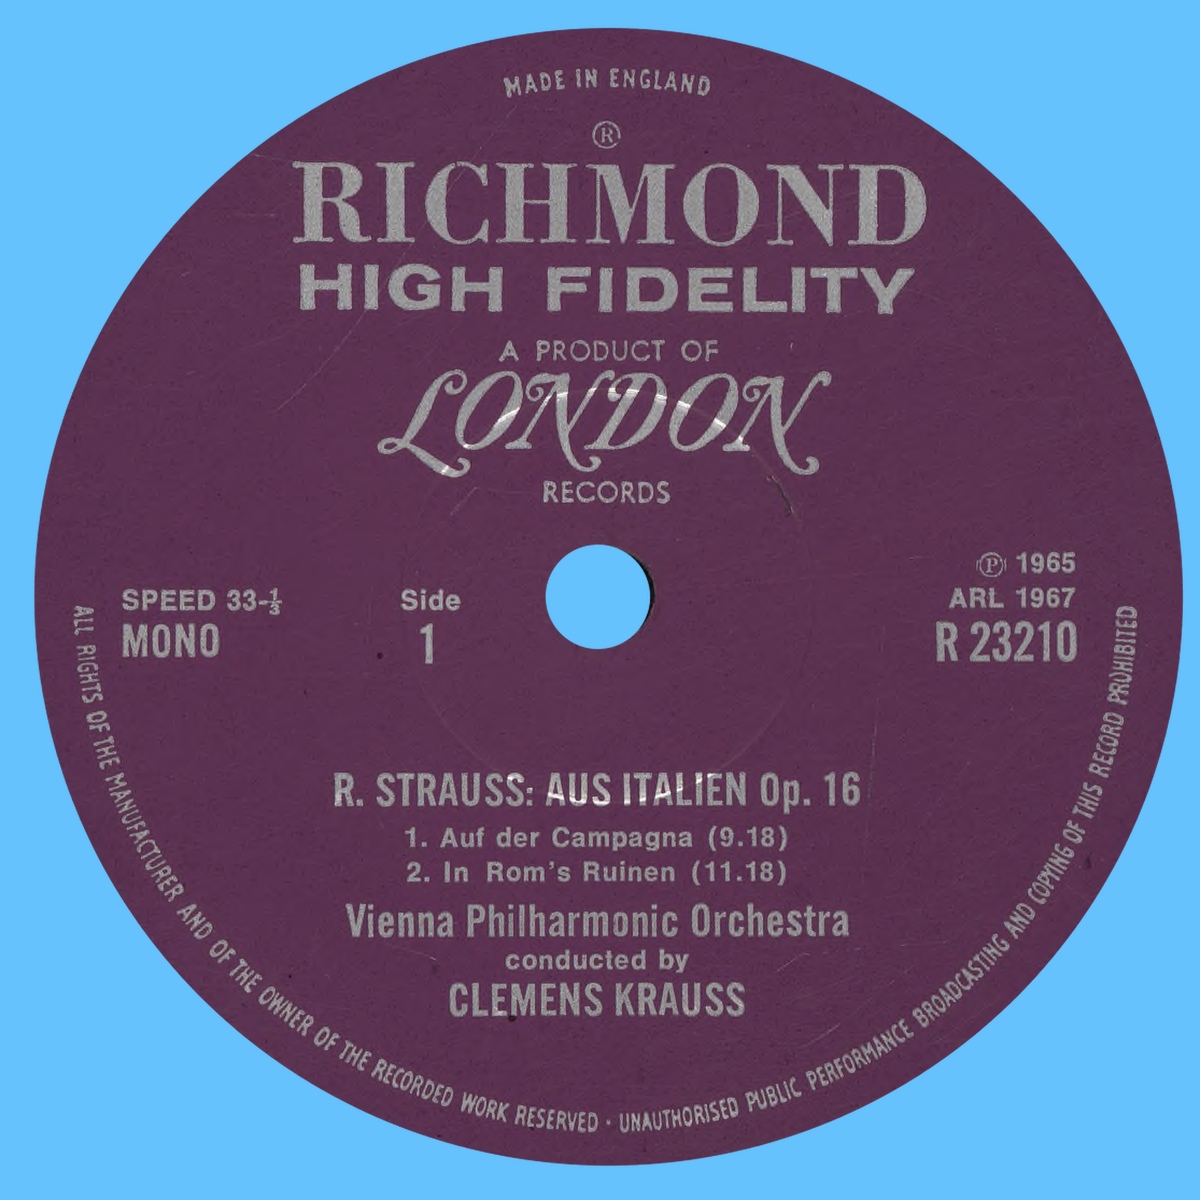 MADE IN ENGLAND
®
RICHMOND
HIGH FIDELITY
A PRODUCT OF
LONDON
RECORDS
SPEED 33-⅓
MONO
Side
1
Ⓟ 1965
ARL 1967
R 23210
R. STRAUSS: AUS ITALIEN Op. 16
1. Auf der Campagna (9.18)
2. In Rom's Ruinen (11.18)
Vienna Philharmonic Orchestra
conducted by
CLEMENS KRAUSS
ALL RIGHTS OF THE MANUFACTURER AND OF THE OWNER OF THE RECORDED WORK RESERVED · UNAUTHORISED PUBLIC PERFORMANCE BROADCASTING AND COPYING OF THIS RECORD PROHIBITED